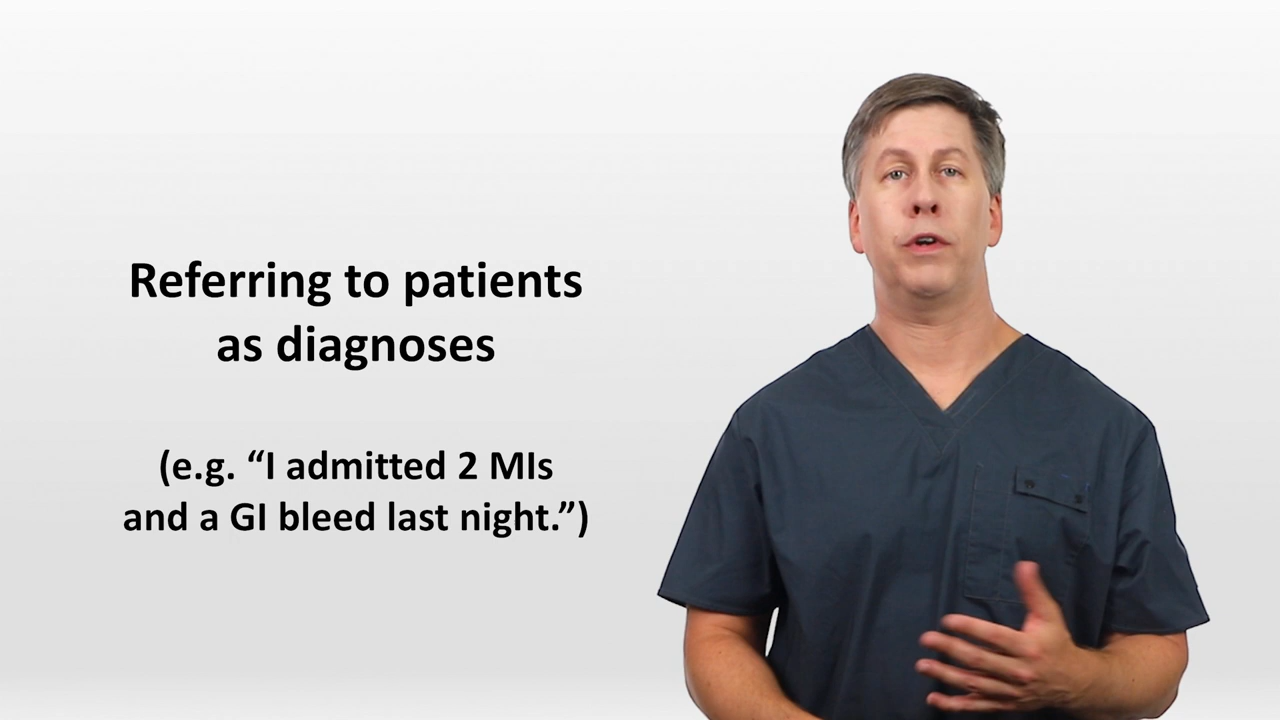 Referring to patients
as diagnoses
(e.g. “I admitted 2 MIs
and a GI bleed last night.”)